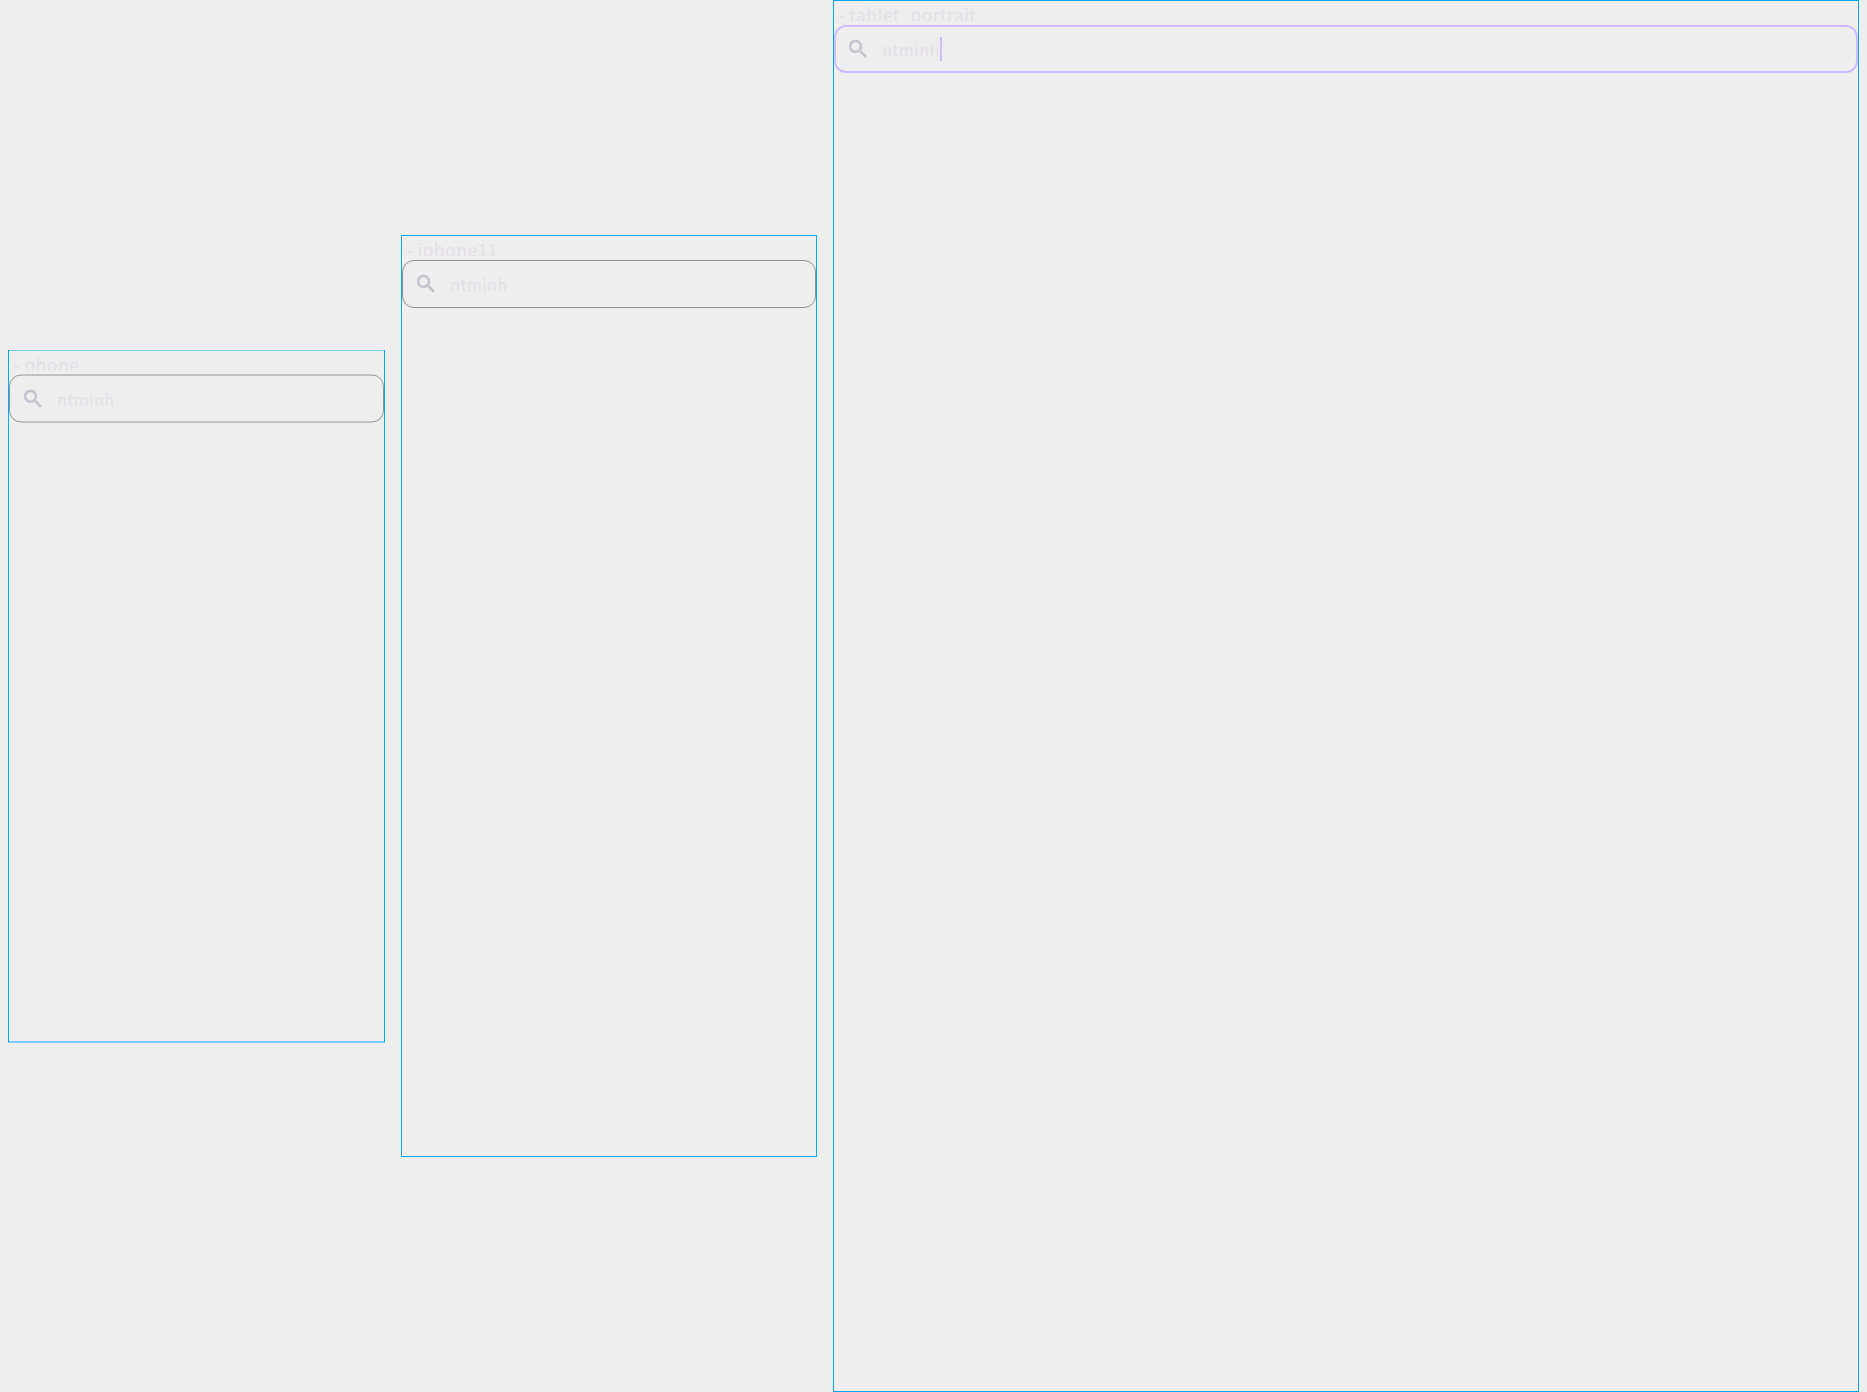 - phone
ntminh
- iphone11
ntminh
- tablet_portrait
ntminh